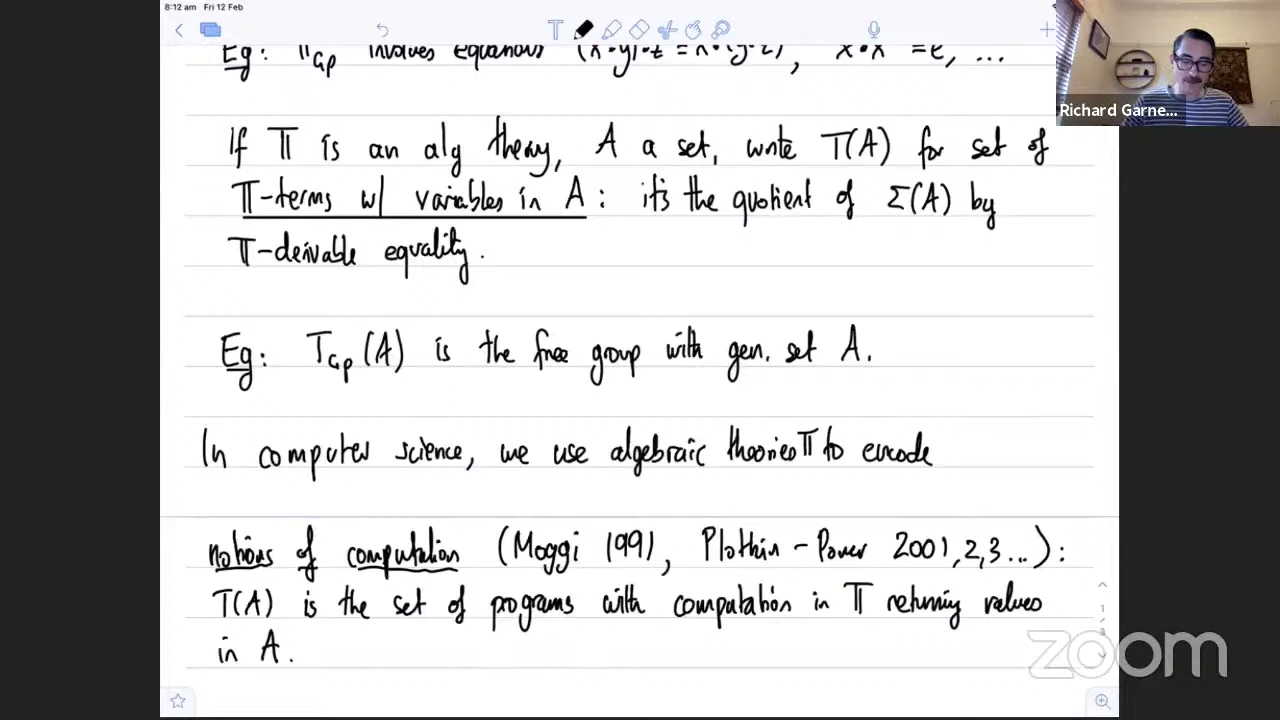 8:12 am Fri 12 Feb
Eg: 𝕋Gp involves equations (x·y)·z = x·(y·z), x·x⁻¹ = e, ...
Richard Garne...
If 𝕋 is an alg theory, A a set, write T(A) for set of
𝕋-terms w/ variables in A: it's the quotient of Σ(A) by
𝕋-derivable equality.
Eg: TGp(A) is the free group with gen. set A.
In computer science, we use algebraic theories 𝕋 to encode
notions of computation (Moggi 1991, Plotkin-Power 2001,2,3...):
T(A) is the set of programs with computation in 𝕋 returning values
in A.
zoom